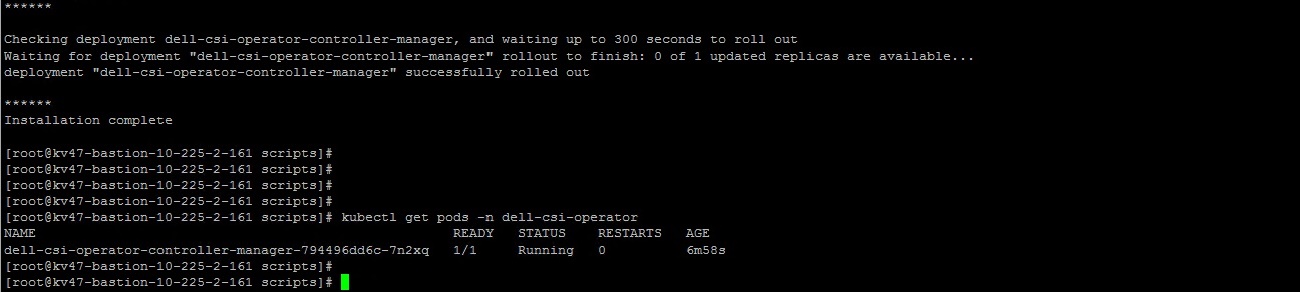 ******
Checking deployment dell-csi-operator-controller-manager, and waiting up to 300 seconds to roll out
Waiting for deployment "dell-csi-operator-controller-manager" rollout to finish: 0 of 1 updated replicas are available...
deployment "dell-csi-operator-controller-manager" successfully rolled out
******
Installation complete
[root@kv47-bastion-10-225-2-161 scripts]#
[root@kv47-bastion-10-225-2-161 scripts]#
[root@kv47-bastion-10-225-2-161 scripts]#
[root@kv47-bastion-10-225-2-161 scripts]#
[root@kv47-bastion-10-225-2-161 scripts]# kubectl get pods -n dell-csi-operator
NAME READY STATUS RESTARTS AGE
dell-csi-operator-controller-manager-794496dd6c-7n2xq 1/1 Running 0 6m58s
[root@kv47-bastion-10-225-2-161 scripts]#
[root@kv47-bastion-10-225-2-161 scripts]#